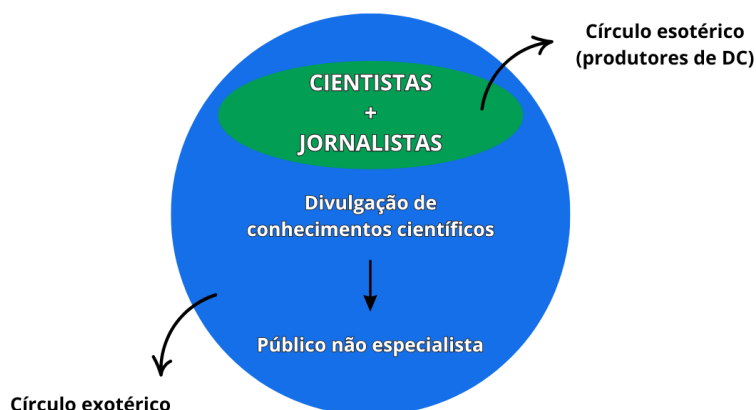 Círculo esotérico
(produtores de DC)
CIENTISTAS
+
JORNALISTAS
Divulgação de
conhecimentos científicos
Público não especialista
Círculo exotérico